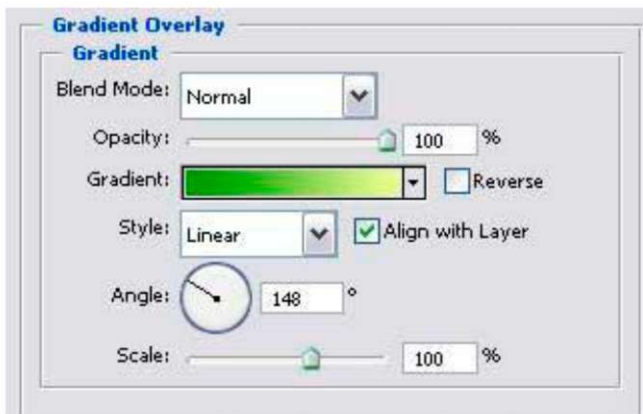 Gradient Overlay
Gradient
Blend Mode: Normal
Opacity: 100 %
Gradient: Reverse
Style: Linear Align with Layer
Angle: 148 °
Scale: 100 %